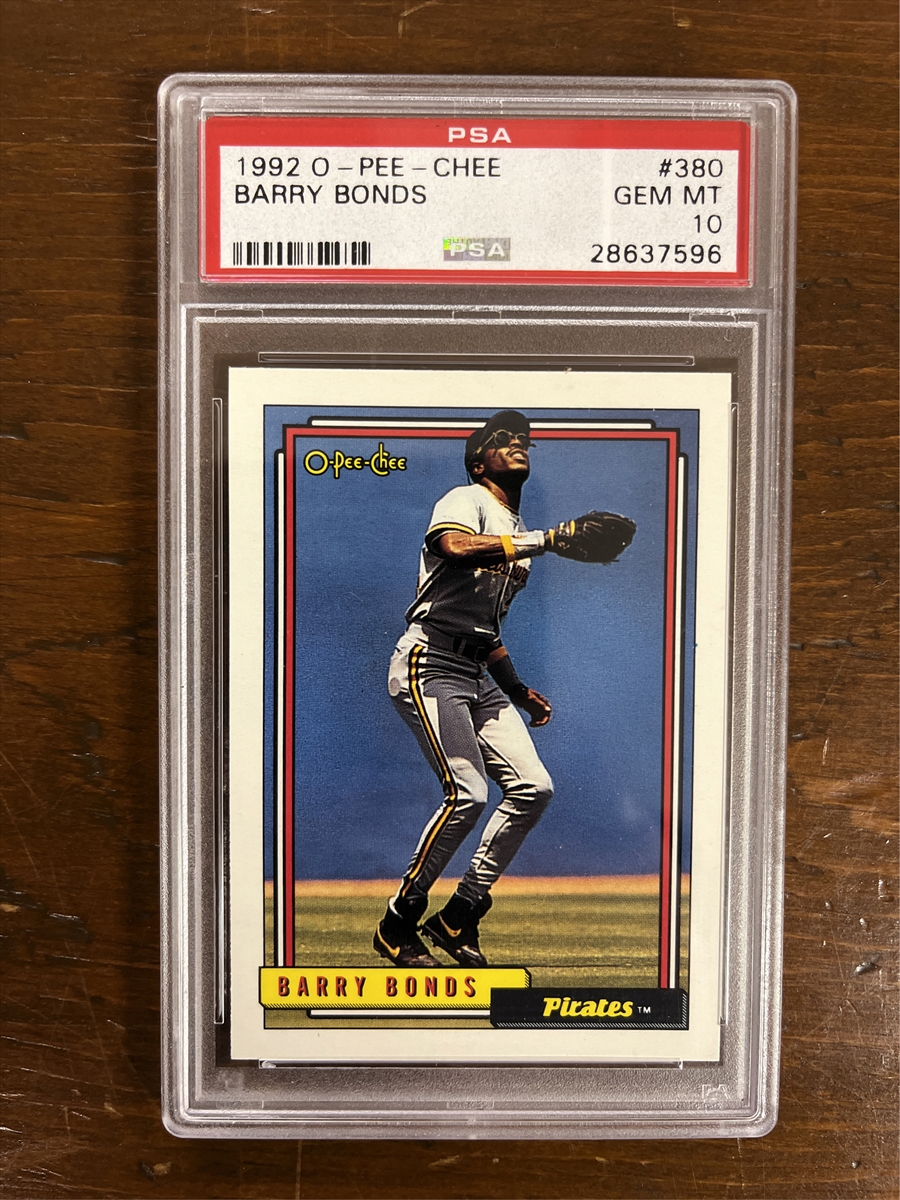 PSA
1992 O-PEE-CHEE #380
BARRY BONDS GEM MT
10
PSA 28637596
O-Pee-Chee
BARRY BONDS
Pirates™